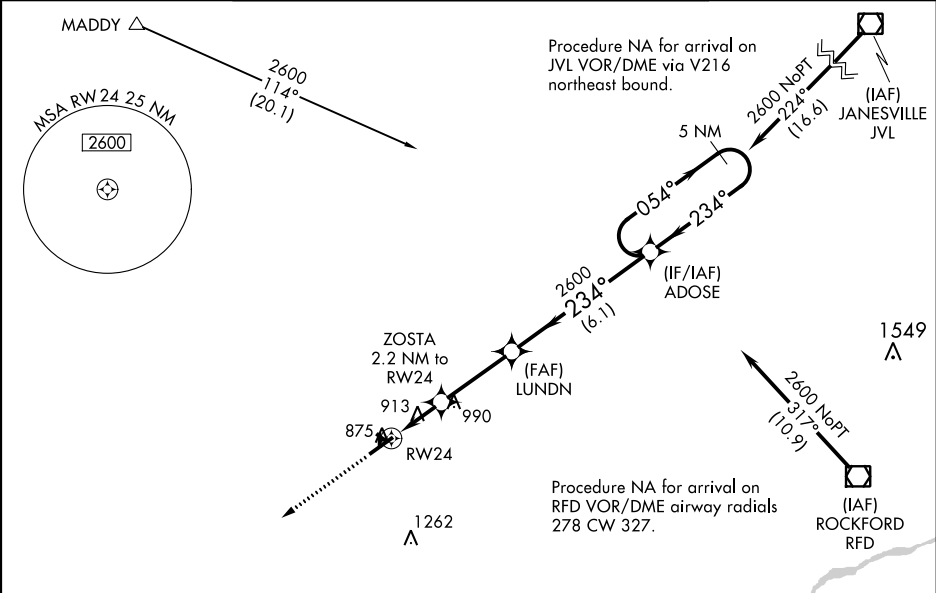 MADDY
2600
114°
(20.1)
MSA RW24 25 NM
2600
Procedure NA for arrival on
JVL VOR/DME via V216
northeast bound.
2600 NoPT
224°
(16.6)
(IAF)
JANESVILLE
JVL
5 NM
054°
234°
(IF/IAF)
ADOSE
2600
234°
(6.1)
ZOSTA
2.2 NM to
RW24
(FAF)
LUNDN
913
990
875
RW24
1549
2600 NoPT
317°
(10.9)
Procedure NA for arrival on
RFD VOR/DME airway radials
278 CW 327.
(IAF)
ROCKFORD
RFD
1262